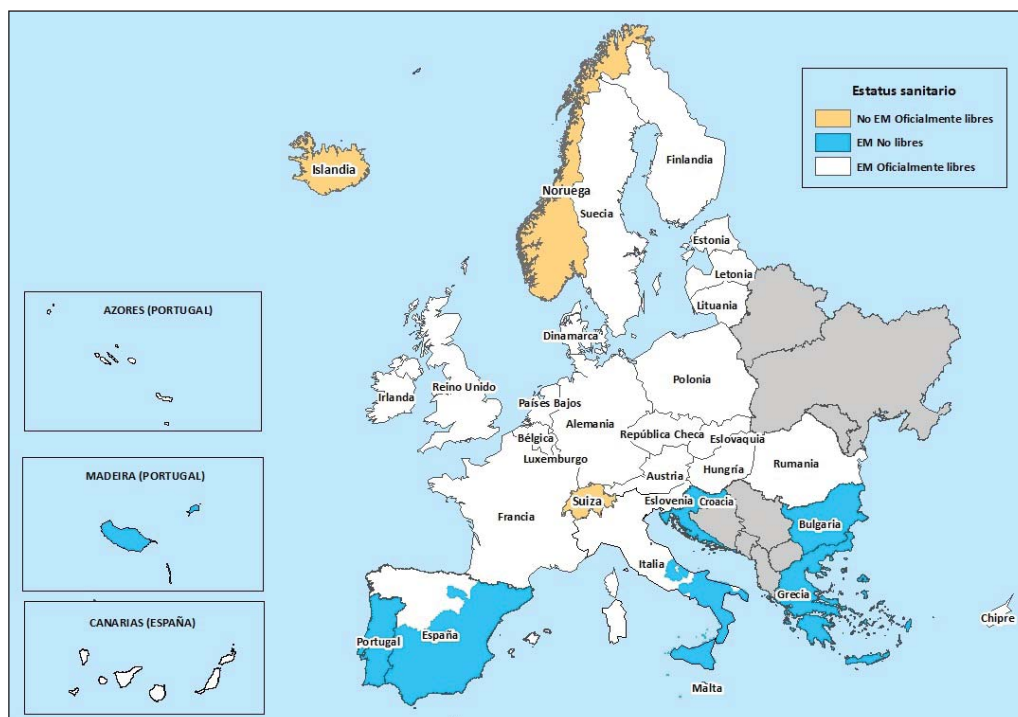 Estatus sanitario
No EM Oficialmente libres
EM No libres
EM Oficialmente libres
Islandia
Noruega
Finlandia
Suecia
Estonia
Letonia
Lituania
AZORES (PORTUGAL)
Dinamarca
Irlanda
Reino Unido
Países Bajos
Polonia
Alemania
Bélgica
República Checa
Eslovaquia
Luxemburgo
Austria
Hungría
Rumania
MADEIRA (PORTUGAL)
Suiza
Eslovenia
Croacia
Francia
Bulgaria
Italia
Grecia
CANARIAS (ESPAÑA)
Portugal
España
Chipre
Malta